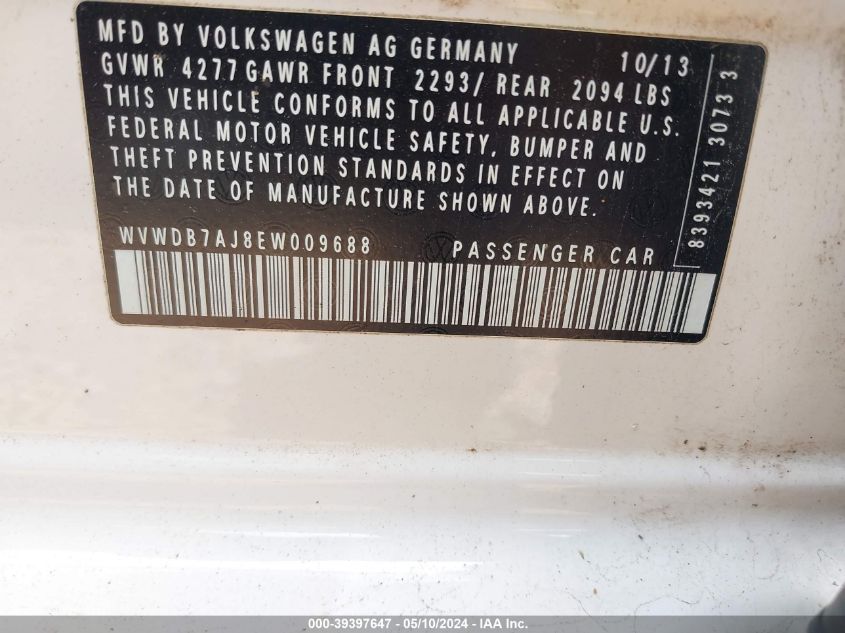 MFD BY VOLKSWAGEN AG GERMANY 10/13
GVWR 4277 GAWR FRONT 2293/ REAR 2094 LBS
THIS VEHICLE CONFORMS TO ALL APPLICABLE U.S.
FEDERAL MOTOR VEHICLE SAFETY, BUMPER AND
THEFT PREVENTION STANDARDS IN EFFECT ON
THE DATE OF MANUFACTURE SHOWN ABOVE.
WVWDB7AJ8EW009688 PASSENGER CAR
8393421 3073 3
000-39397647 - 05/10/2024 - IAA Inc.